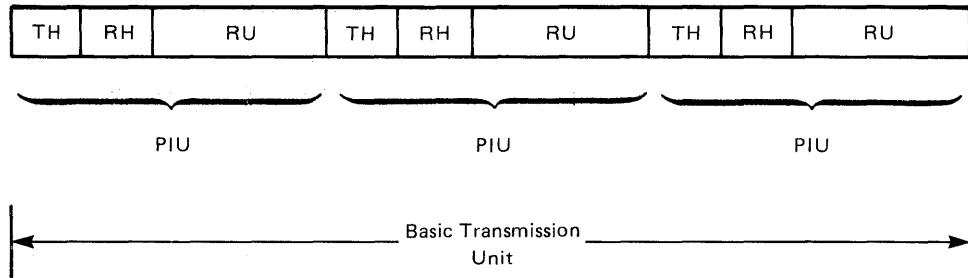 TH RH RU TH RH RU TH RH RU
PIU PIU PIU
Basic Transmission
Unit